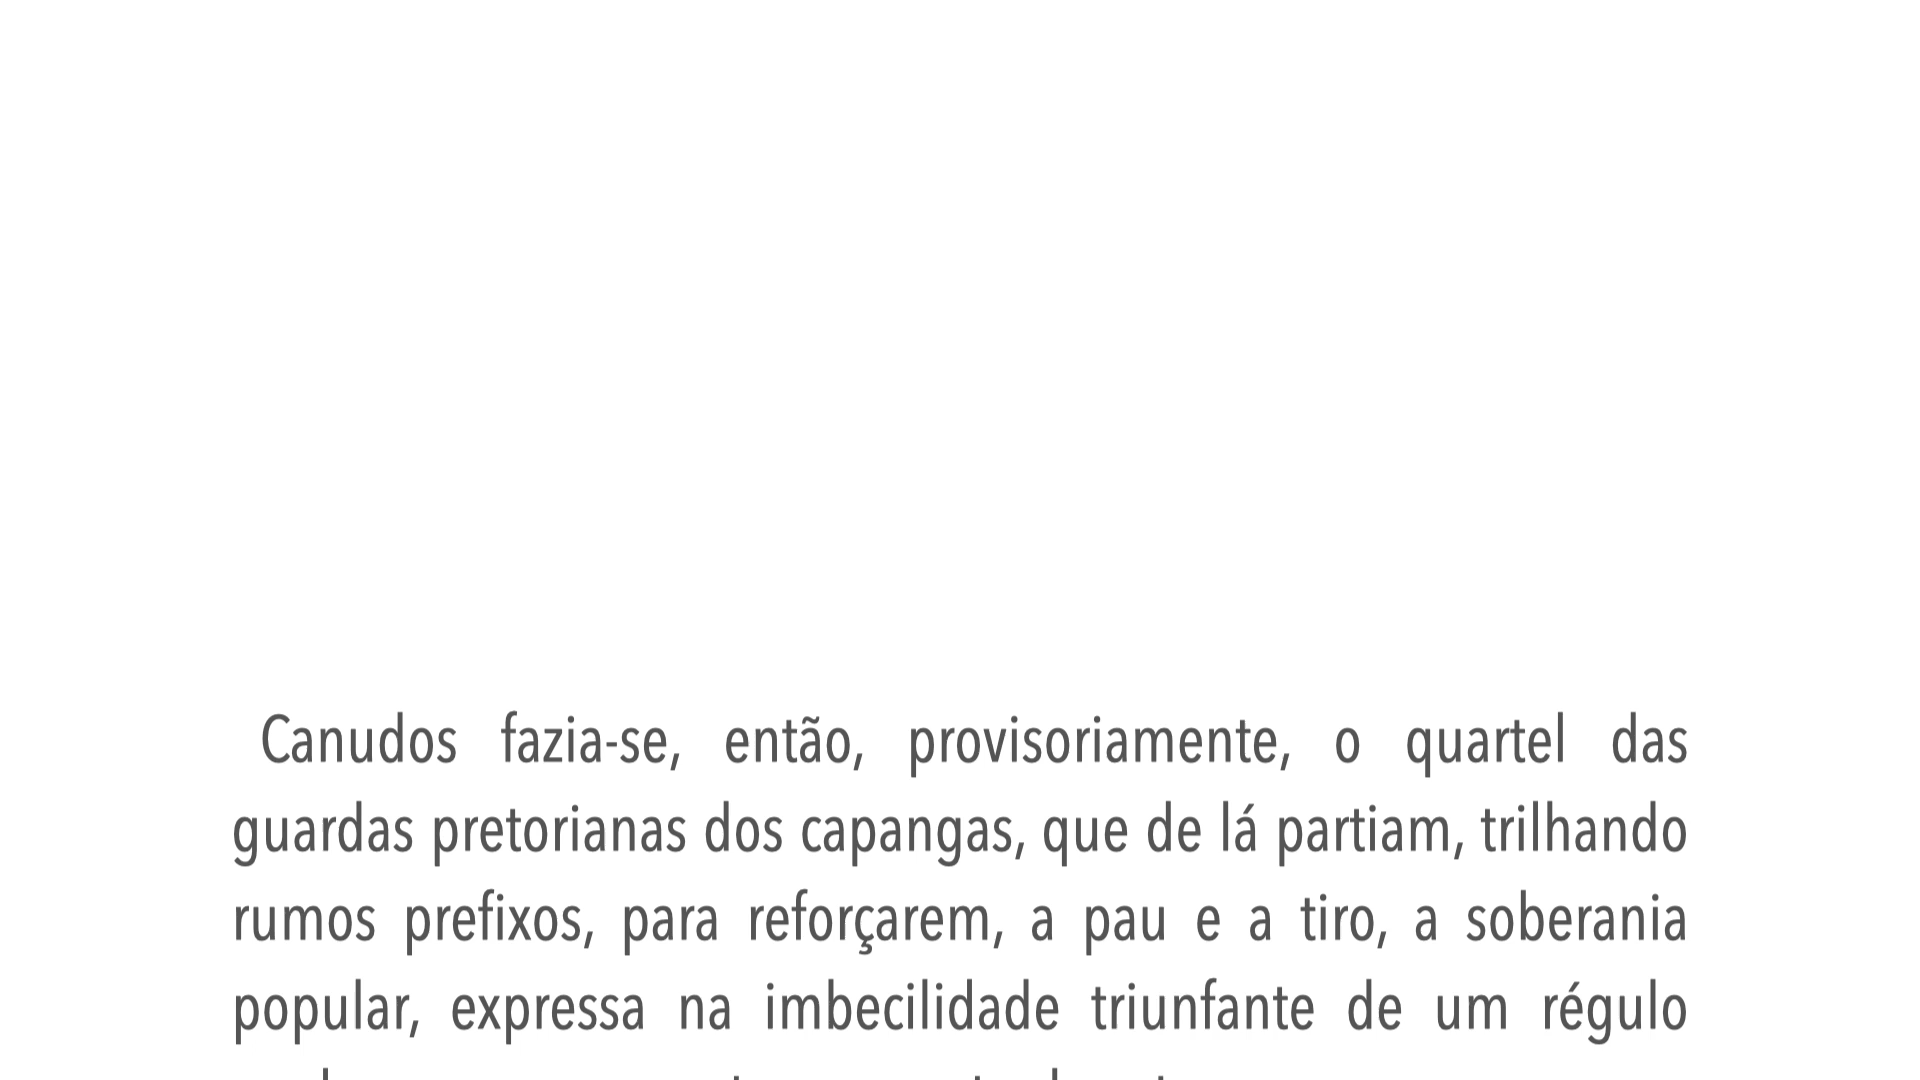 Canudos fazia-se, então, provisoriamente, o quartel das
guardas pretorianas dos capangas, que de lá partiam, trilhando
rumos prefixos, para reforçarem, a pau e a tiro, a soberania
popular, expressa na imbecilidade triunfante de um régulo